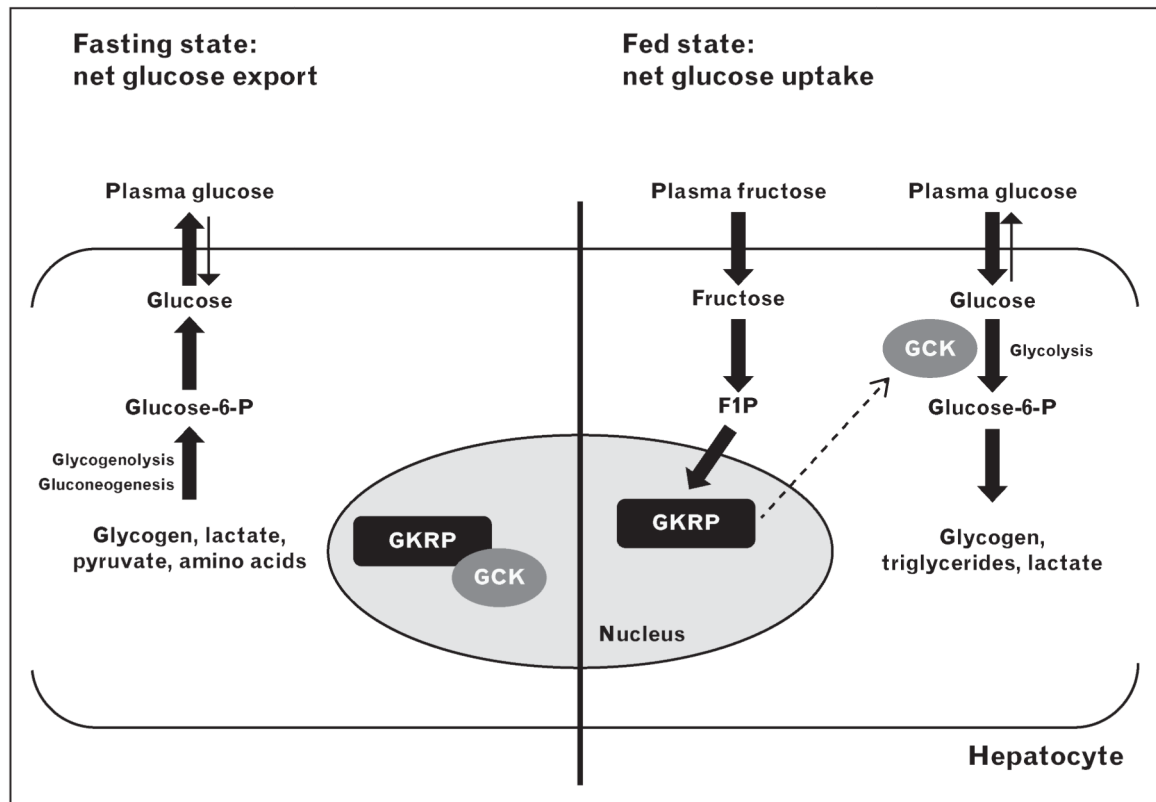 Fasting state:
net glucose export
Plasma glucose
Glucose
Glucose-6-P
Glycogenolysis
Gluconeogenesis
Glycogen, lactate,
pyruvate, amino acids
GKRP
GCK
Fed state:
net glucose uptake
Plasma fructose
Fructose
F1P
GKRP
Nucleus
Plasma glucose
Glucose
GCK
Glycolysis
Glucose-6-P
Glycogen,
triglycerides, lactate
Hepatocyte